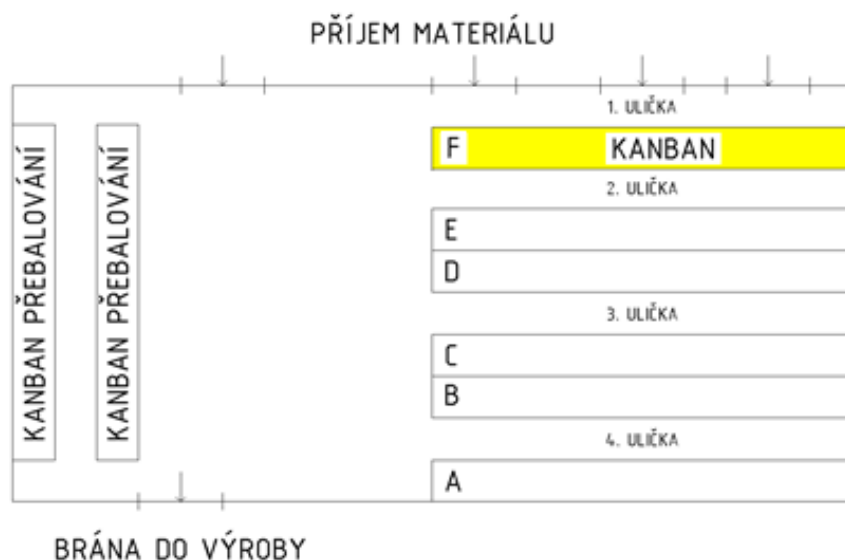 PŘÍJEM MATERIÁLU
1. ULIČKA
F KANBAN
2. ULIČKA
E
D
3. ULIČKA
C
B
4. ULIČKA
A
KANBAN PŘEBALOVÁNÍ
KANBAN PŘEBALOVÁNÍ
BRÁNA DO VÝROBY